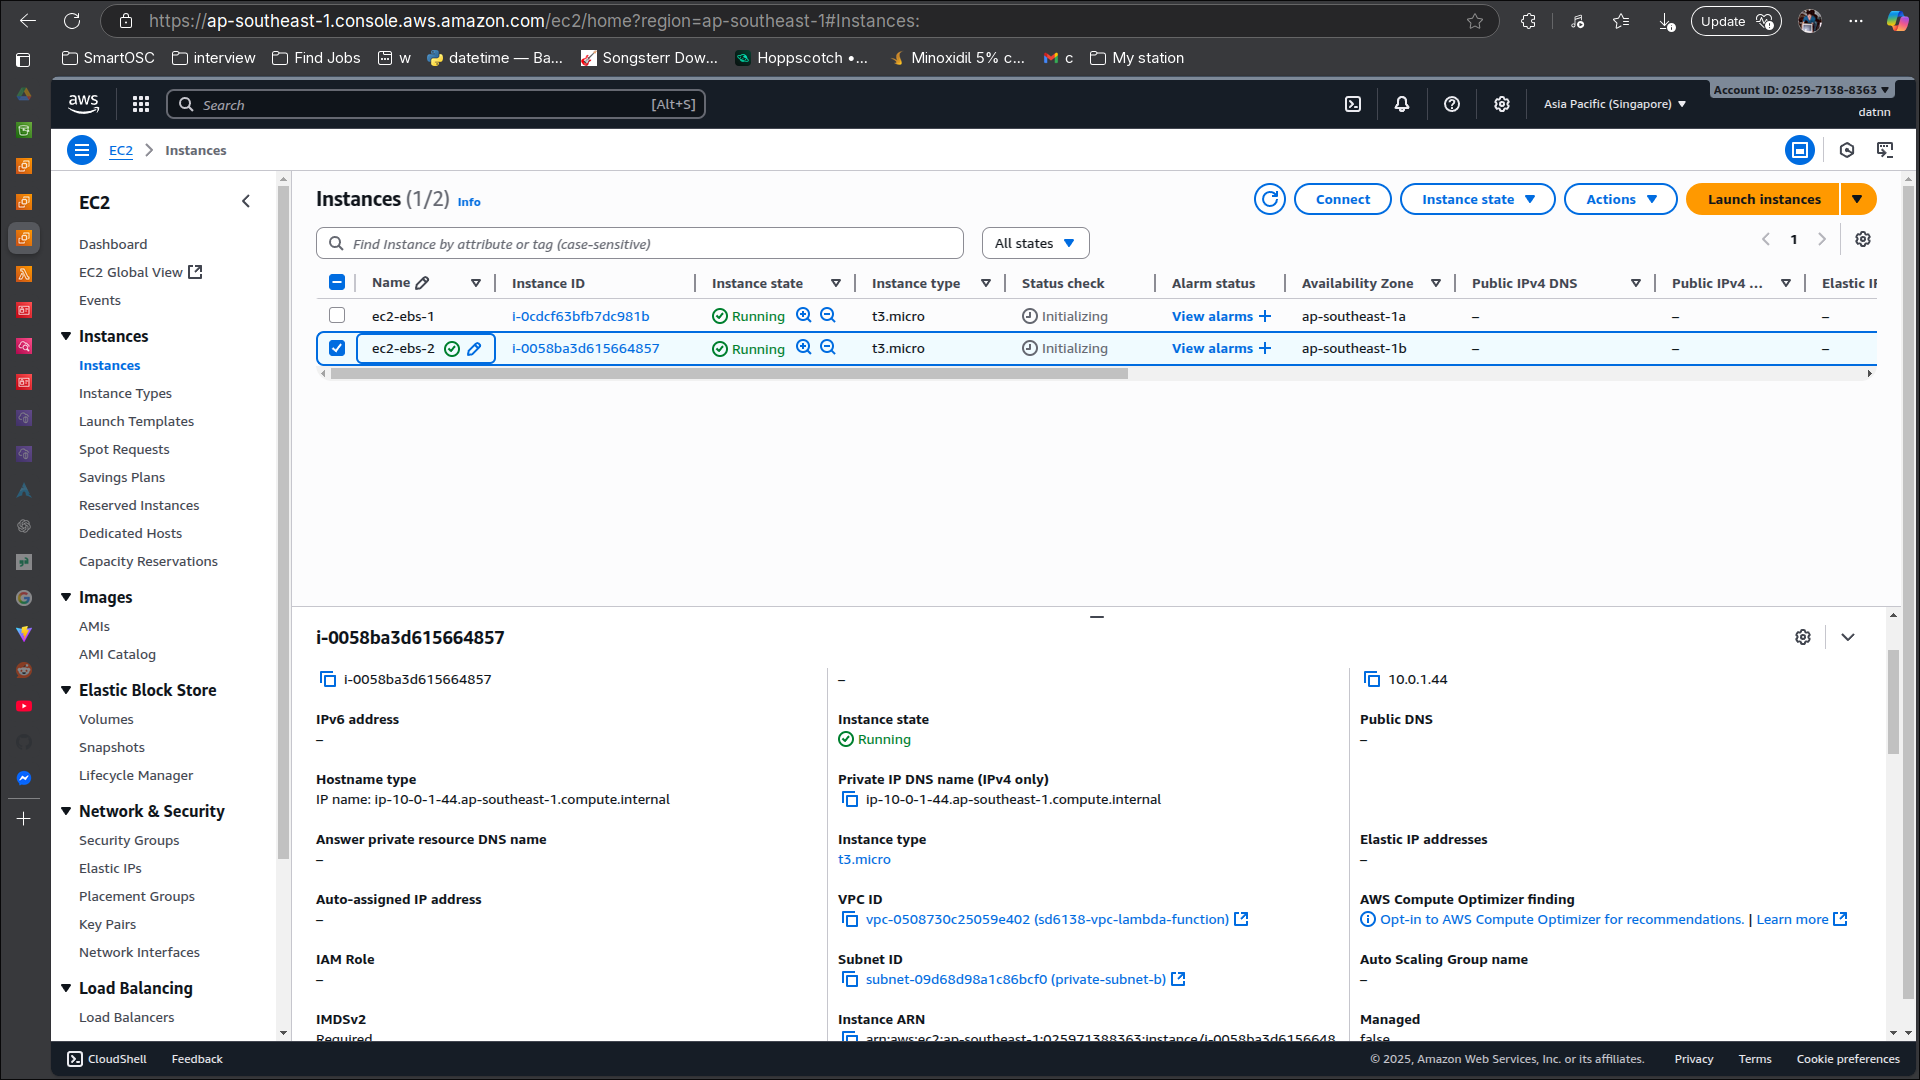 https://ap-southeast-1.console.aws.amazon.com/ec2/home?region=ap-southeast-1#Instances:
Update
SmartOSC
interview
Find Jobs
w
datetime — Ba...
Songsterr Dow...
Hoppscotch •...
Minoxidil 5% c...
c
My station
aws
Search
[Alt+S]
Asia Pacific (Singapore)
Account ID: 0259-7138-8363
datnn
EC2
Instances
EC2
Dashboard
EC2 Global View
Events
Instances
Instances
Instance Types
Launch Templates
Spot Requests
Savings Plans
Reserved Instances
Dedicated Hosts
Capacity Reservations
Images
AMIs
AMI Catalog
Elastic Block Store
Volumes
Snapshots
Lifecycle Manager
Network & Security
Security Groups
Elastic IPs
Placement Groups
Key Pairs
Network Interfaces
Load Balancing
Load Balancers
Instances (1/2) Info
Connect
Instance state
Actions
Launch instances
Find Instance by attribute or tag (case-sensitive)
All states
1
Name Instance ID Instance state Instance type Status check Alarm status Availability Zone Public IPv4 DNS Public IPv4 ... Elastic IP
ec2-ebs-1 i-0cdcf63bfb7dc981b Running t3.micro Initializing View alarms + ap-southeast-1a – – –
ec2-ebs-2 i-0058ba3d615664857 Running t3.micro Initializing View alarms + ap-southeast-1b – – –
i-0058ba3d615664857
i-0058ba3d615664857
–
10.0.1.44
IPv6 address
–
Instance state
Running
Public DNS
–
Hostname type
IP name: ip-10-0-1-44.ap-southeast-1.compute.internal
Private IP DNS name (IPv4 only)
ip-10-0-1-44.ap-southeast-1.compute.internal
Answer private resource DNS name
–
Instance type
t3.micro
Elastic IP addresses
–
Auto-assigned IP address
–
VPC ID
vpc-0508730c25059e402 (sd6138-vpc-lambda-function)
AWS Compute Optimizer finding
Opt-in to AWS Compute Optimizer for recommendations. | Learn more
IAM Role
–
Subnet ID
subnet-09d68d98a1c86bcf0 (private-subnet-b)
Auto Scaling Group name
–
IMDSv2
Required
Instance ARN
arn:aws:ec2:ap-southeast-1:025971388363:instance/i-0058ba3d6156648
Managed
false
CloudShell
Feedback
© 2025, Amazon Web Services, Inc. or its affiliates.
Privacy
Terms
Cookie preferences